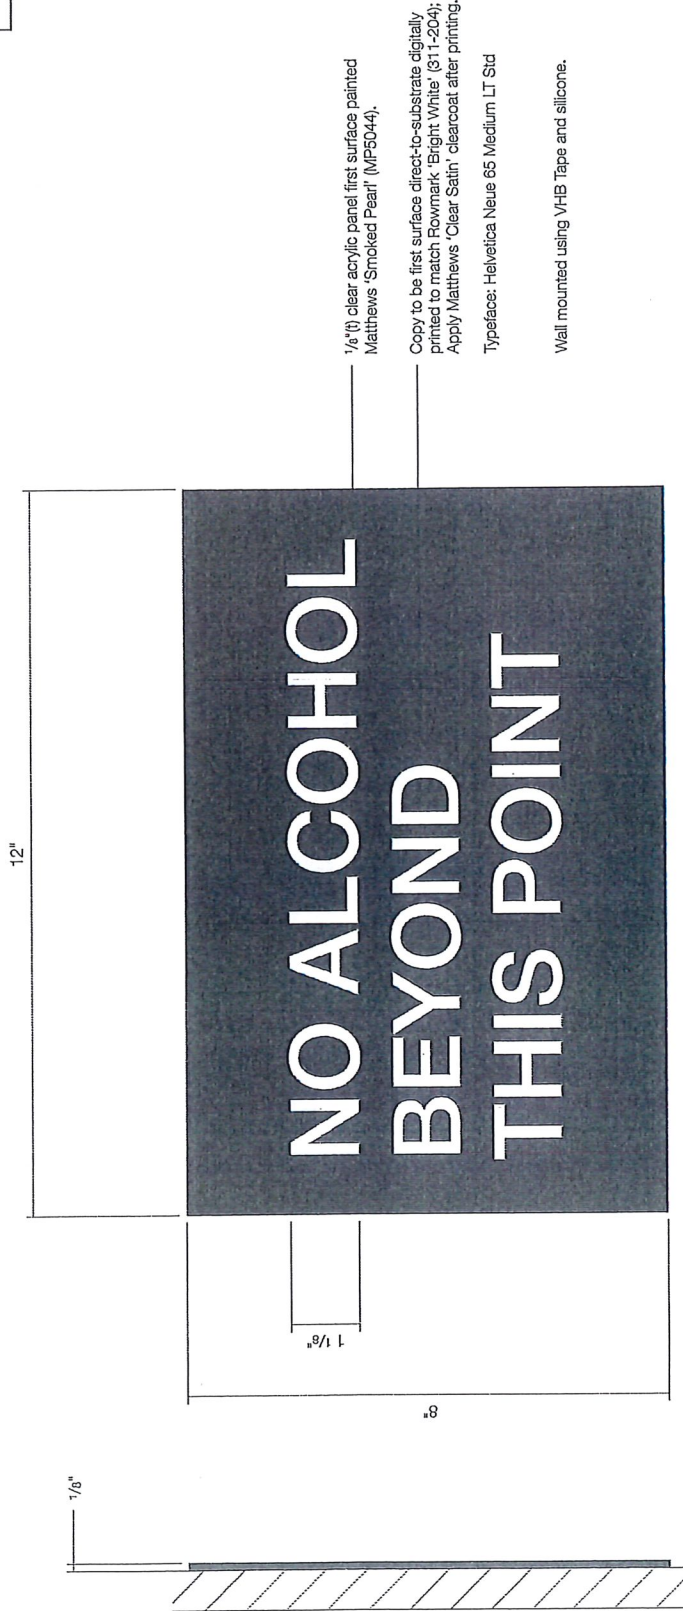 12"
1/8"
1 1/8"
8"
NO ALCOHOL
BEYOND
THIS POINT
1/8"(t) clear acrylic panel first surface painted
Matthews 'Smoked Pearl' (MP5044).
Copy to be first surface direct-to-substrate digitally
printed to match Rowmark 'Bright White' (311-204);
Apply Matthews 'Clear Satin' clearcoat after printing.
Typeface: Helvetica Neue 65 Medium LT Std
Wall mounted using VHB Tape and silicone.